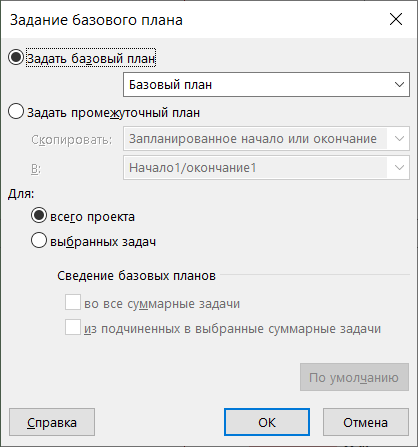 Задание базового плана
Задать базовый план
Базовый план
Задать промежуточный план
Скопировать: Запланированное начало или окончание
В: Начало1/окончание1
Для:
всего проекта
выбранных задач
Сведение базовых планов
во все суммарные задачи
из подчиненных в выбранные суммарные задачи
По умолчанию
Справка ОК Отмена